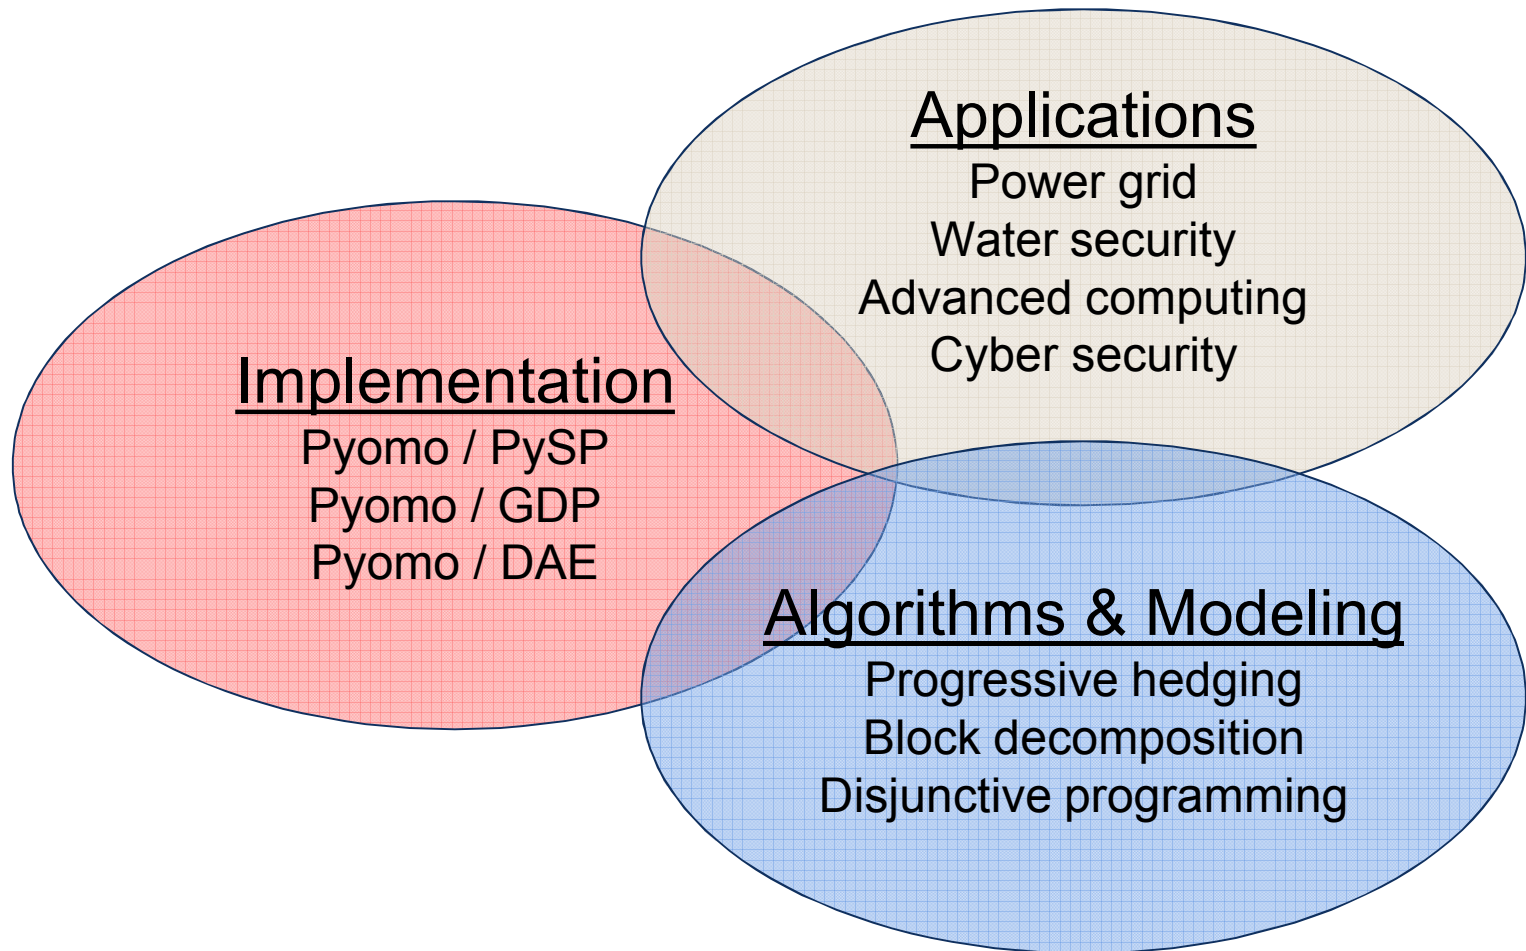 Applications
Power grid
Water security
Advanced computing
Cyber security
Implementation
Pyomo / PySP
Pyomo / GDP
Pyomo / DAE
Algorithms & Modeling
Progressive hedging
Block decomposition
Disjunctive programming